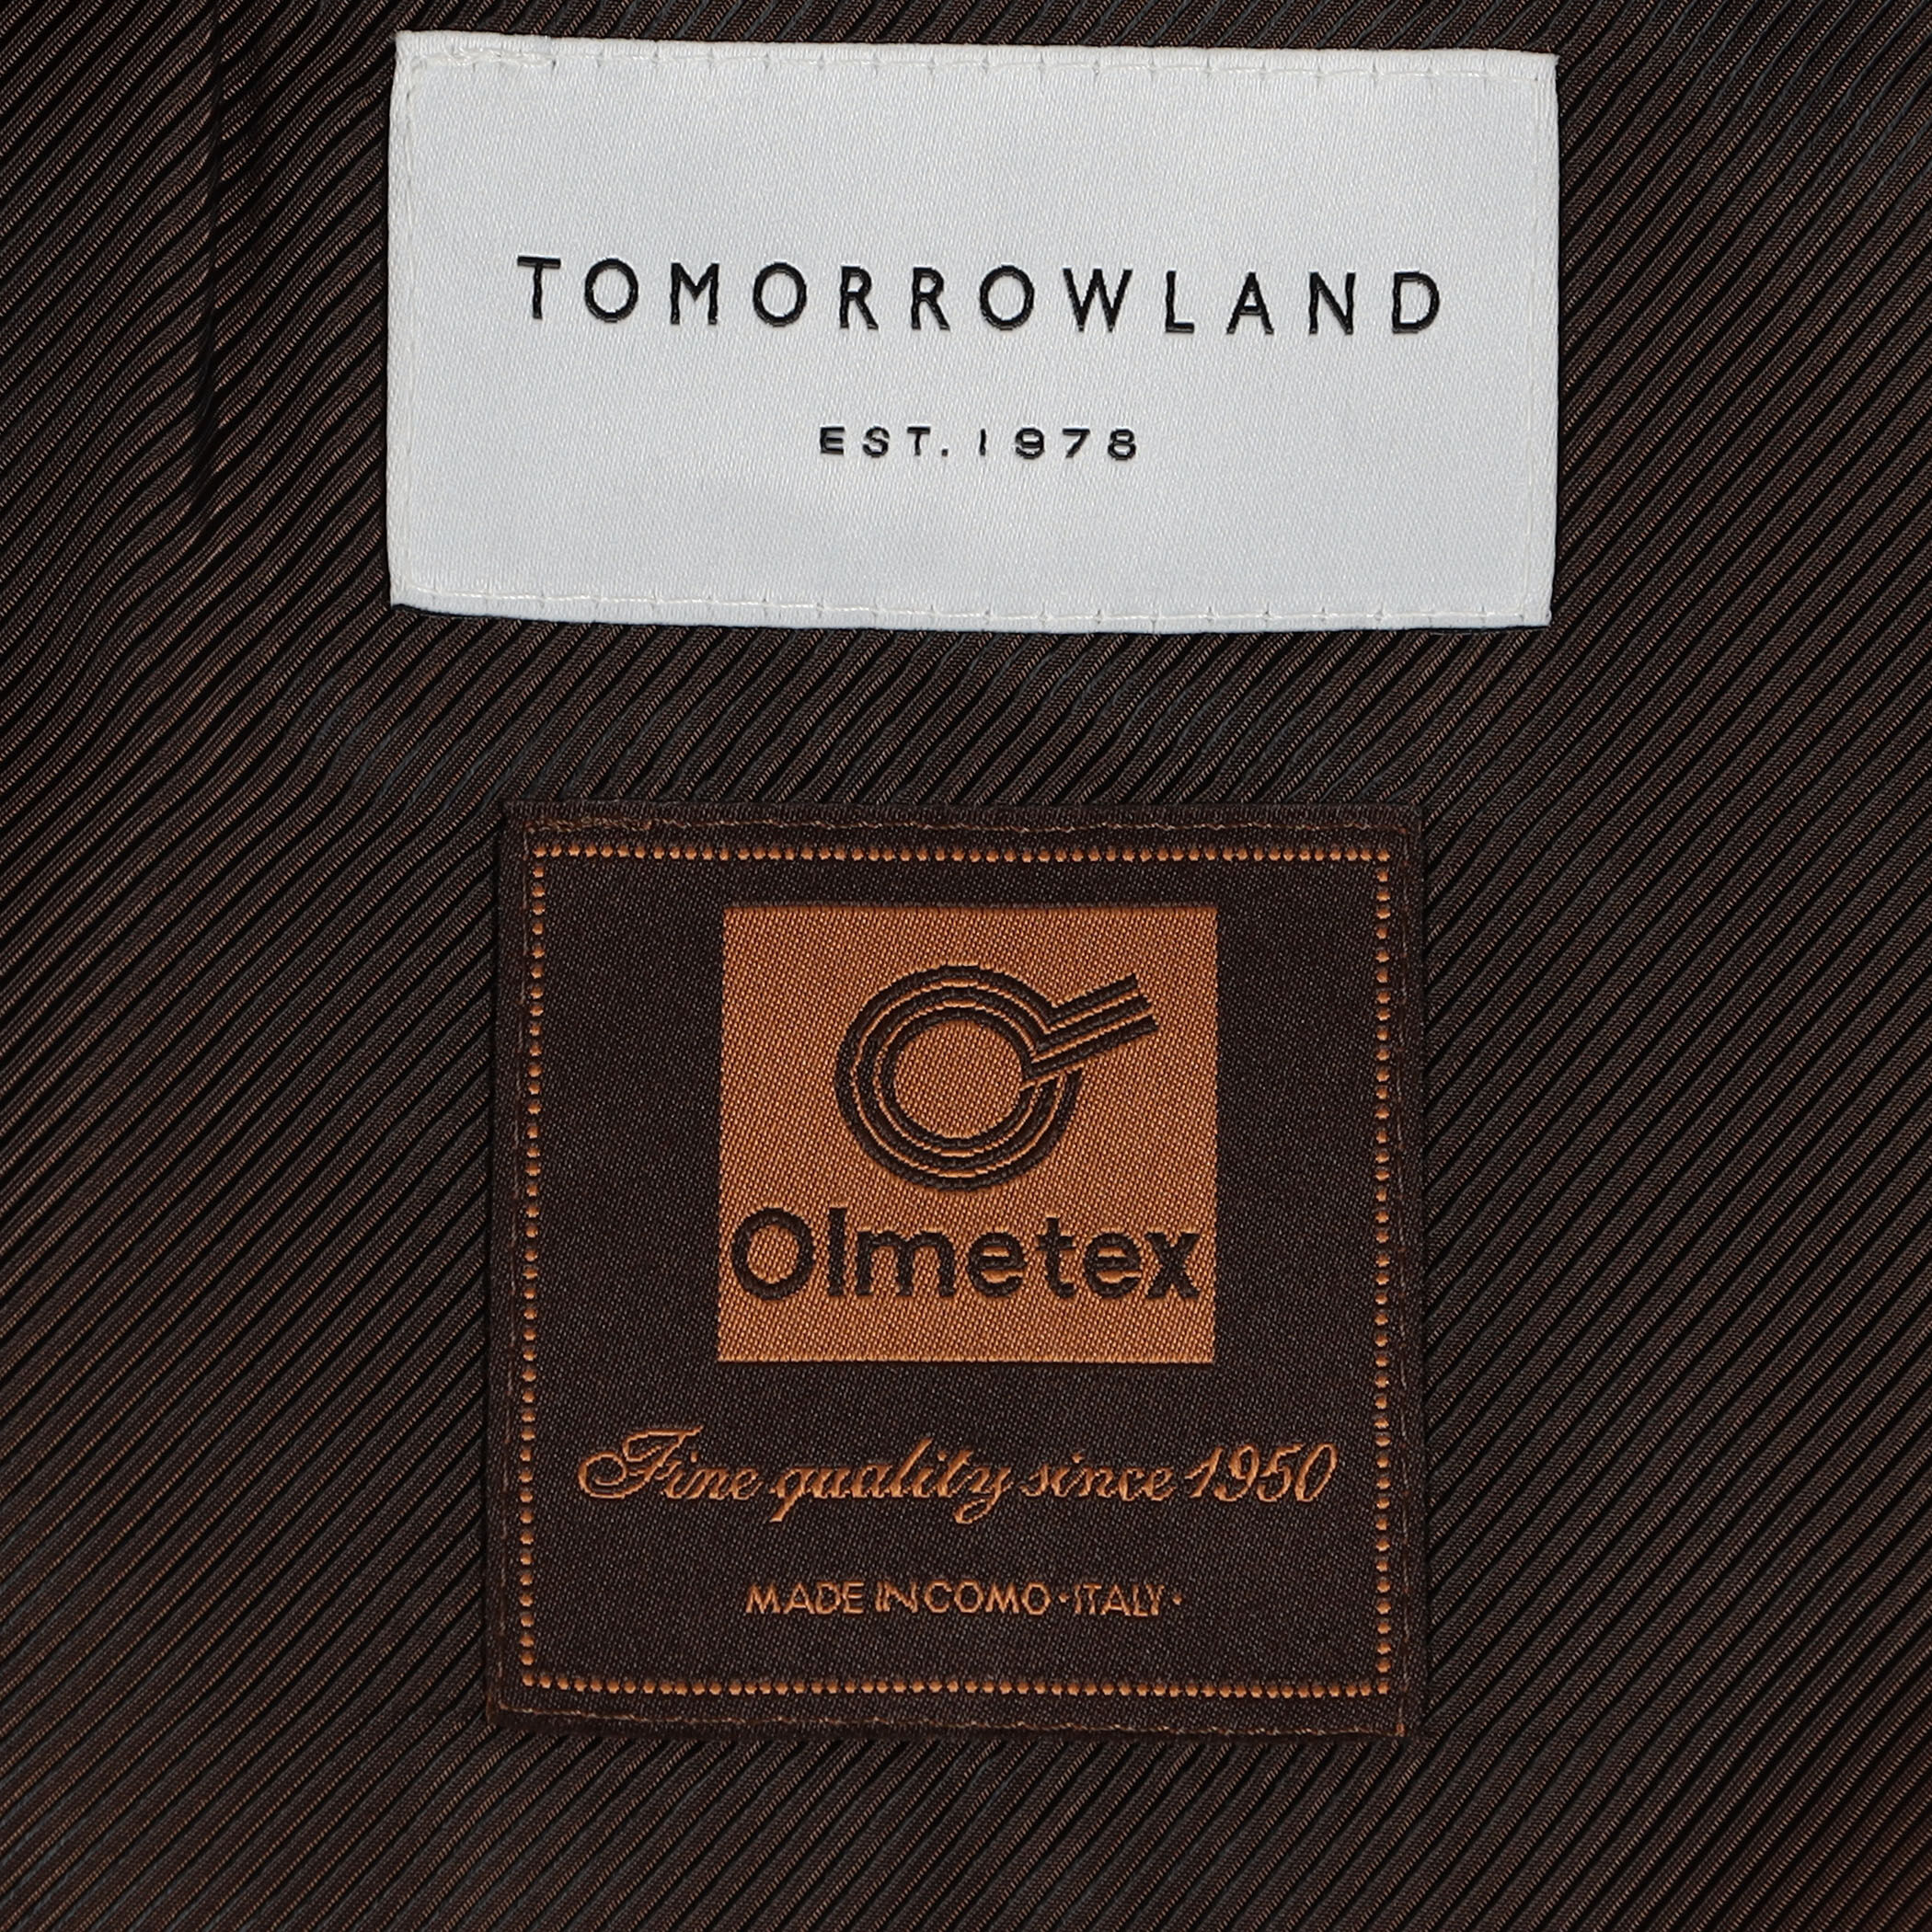 TOMORROWLAND
EST. 1978
Olmetex
Fine quality since 1950
MADE IN COMO·ITALY·